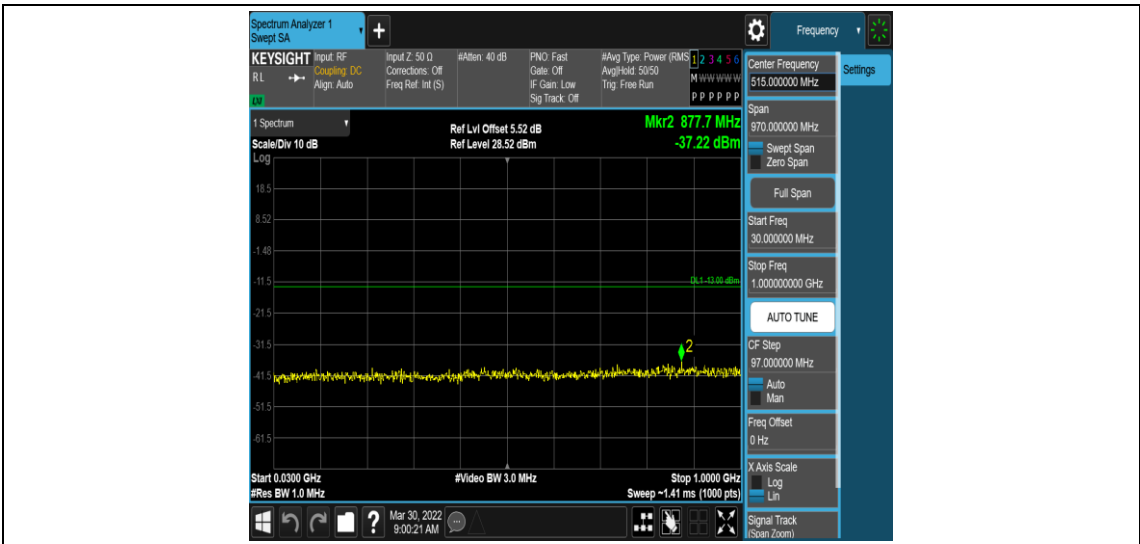 Spectrum Analyzer 1
Swept SA
Frequency
KEYSIGHT
RL
Input: RF
Coupling: DC
Align: Auto
Input Z: 50 Ω
Corrections: Off
Freq Ref: Int (S)
#Atten: 40 dB
PNO: Fast
Gate: Off
IF Gain: Low
Sig Track: Off
#Avg Type: Power (RMS
Avg|Hold: 50/50
Trig: Free Run
1 2 3 4 5 6
M W W W W W
P P P P P P
1 Spectrum
Scale/Div 10 dB
Ref Lvl Offset 5.52 dB
Ref Level 28.52 dBm
Mkr2 877.7 MHz
-37.22 dBm
Log
18.5
8.52
-1.48
-11.5
DL1 -13.00 dBm
-21.5
-31.5
2
-41.5
-51.5
-61.5
Start 0.0300 GHz
#Res BW 1.0 MHz
#Video BW 3.0 MHz
Stop 1.0000 GHz
Sweep ~1.41 ms (1000 pts)
Mar 30, 2022
9:00:21 AM
Center Frequency
515.000000 MHz
Settings
Span
970.000000 MHz
Swept Span
Zero Span
Full Span
Start Freq
30.000000 MHz
Stop Freq
1.000000000 GHz
AUTO TUNE
CF Step
97.000000 MHz
Auto
Man
Freq Offset
0 Hz
X Axis Scale
Log
Lin
Signal Track
(Span Zoom)